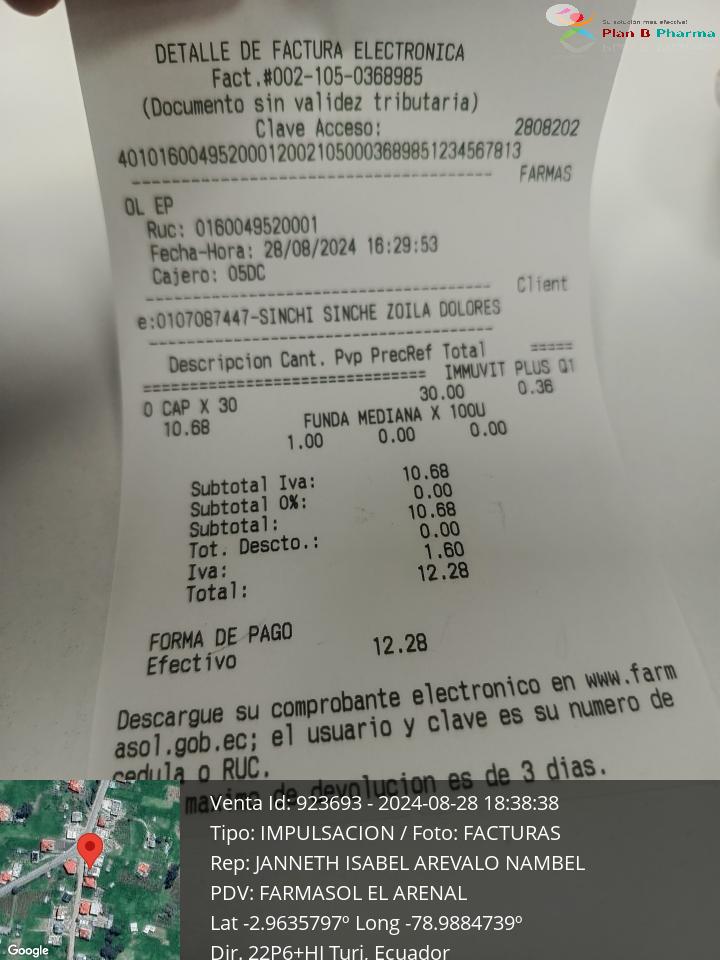 Su solución más efectiva!
Plan B Pharma
DETALLE DE FACTURA ELECTRONICA
Fact.#002-105-0368985
(Documento sin validez tributaria)
Clave Acceso: 2808202
401016004952000120021050003689851234567813
---------------------------------------- FARMAS
OL EP
Ruc: 0160049520001
Fecha-Hora: 28/08/2024 16:29:53
Cajero: 05DC
---------------------------------------- Client
e:0107087447-SINCHI SINCHE ZOILA DOLORES
----------------------------------------
Descripcion Cant. Pvp PrecRef Total =====
================================= IMMUVIT PLUS Q1
0 CAP X 30 30.00 0.36
10.68 FUNDA MEDIANA X 100U
1.00 0.00 0.00
Subtotal Iva: 10.68
Subtotal 0%: 0.00
Subtotal: 10.68
Tot. Descto.: 0.00
Iva: 1.60
Total: 12.28
FORMA DE PAGO
Efectivo 12.28
Descargue su comprobante electronico en www.farm
asol.gob.ec; el usuario y clave es su numero de
cedula o RUC.
maximo de devolucion es de 3 dias.
Venta Id: 923693 - 2024-08-28 18:38:38
Tipo: IMPULSACION / Foto: FACTURAS
Rep: JANNETH ISABEL AREVALO NAMBEL
PDV: FARMASOL EL ARENAL
Lat -2.9635797º Long -78.9884739º
Dir. 22P6+HJ Turi, Ecuador
Google